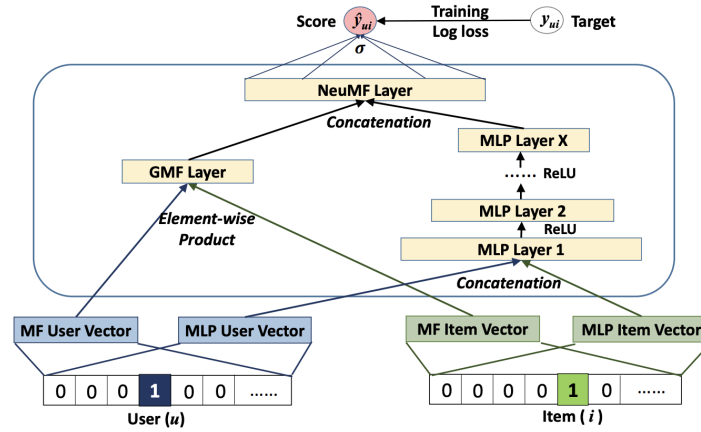 Score ŷui Training Log loss yui Target
σ
NeuMF Layer
Concatenation
MLP Layer X
GMF Layer
...... ReLU
Element-wise
Product
MLP Layer 2
ReLU
MLP Layer 1
Concatenation
MF User Vector MLP User Vector MF Item Vector MLP Item Vector
0 0 0 1 0 0 ...... 0 0 0 0 1 0 ......
User (u) Item ( i )